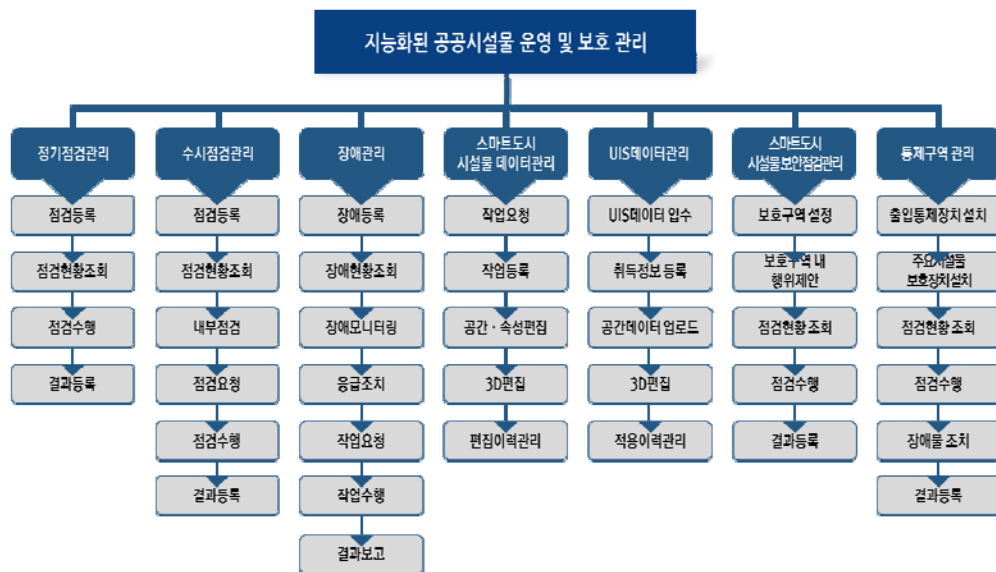 지능화된 공공시설물 운영 및 보호 관리
정기점검관리
점검등록
점검현황조회
점검수행
결과등록
수시점검관리
점검등록
점검현황조회
내부점검
점검요청
점검수행
결과등록
장애관리
장애등록
장애현황조회
장애모니터링
응급조치
작업요청
작업수행
결과보고
스마트도시
시설물 데이터관리
작업요청
작업등록
공간 · 속성편집
3D편집
편집이력관리
UIS데이터관리
UIS데이터 입수
취득정보 등록
공간데이터 업로드
3D편집
적용이력관리
스마트도시
시설물보안점검관리
보호구역 설정
보호구역 내
행위제안
점검현황 조회
점검수행
결과등록
통제구역 관리
출입통제장치 설치
주요시설물
보호장치설치
점검현황 조회
점검수행
장애물 조치
결과등록